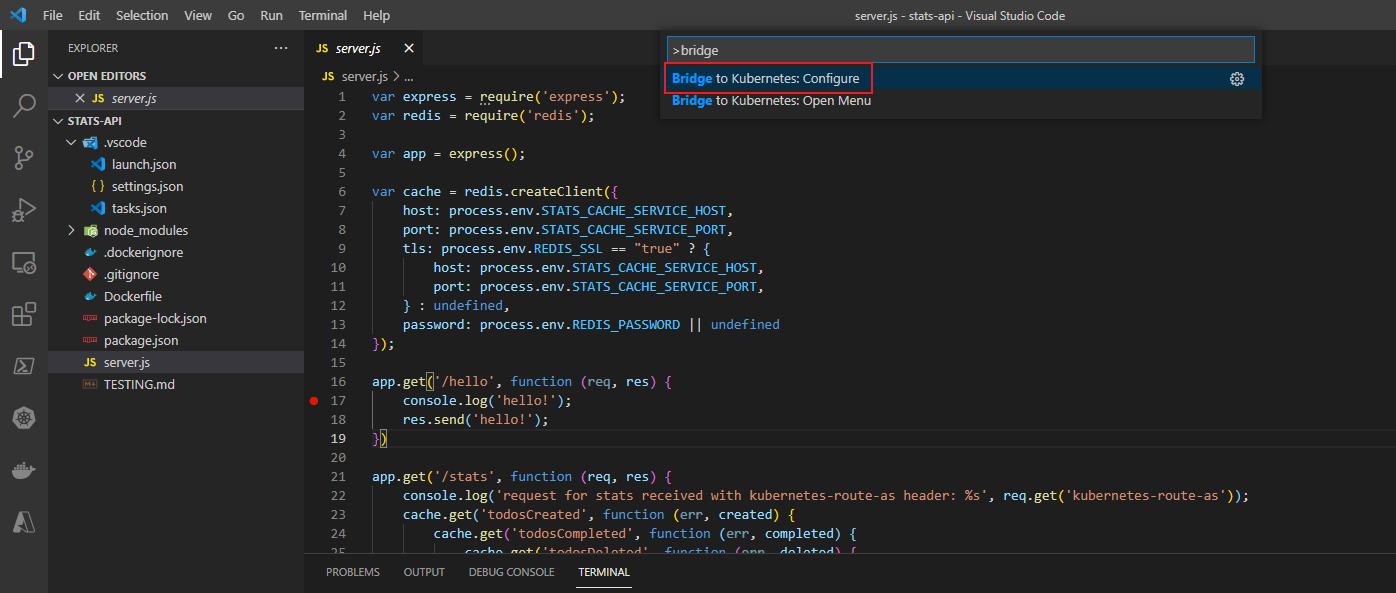 File Edit Selection View Go Run Terminal Help
server.js - stats-api - Visual Studio Code
EXPLORER
OPEN EDITORS
JS server.js
STATS-API
.vscode
launch.json
{ } settings.json
tasks.json
node_modules
.dockerignore
.gitignore
Dockerfile
package-lock.json
package.json
JS server.js
TESTING.md
JS server.js
>bridge
Bridge to Kubernetes: Configure
Bridge to Kubernetes: Open Menu
JS server.js > ...
1 var express = require('express');
2 var redis = require('redis');
3
4 var app = express();
5
6 var cache = redis.createClient({
7 host: process.env.STATS_CACHE_SERVICE_HOST,
8 port: process.env.STATS_CACHE_SERVICE_PORT,
9 tls: process.env.REDIS_SSL == "true" ? {
10 host: process.env.STATS_CACHE_SERVICE_HOST,
11 port: process.env.STATS_CACHE_SERVICE_PORT,
12 } : undefined,
13 password: process.env.REDIS_PASSWORD || undefined
14 });
15
16 app.get('/hello', function (req, res) {
17 console.log('hello!');
18 res.send('hello!');
19 })
20
21 app.get('/stats', function (req, res) {
22 console.log('request for stats received with kubernetes-route-as header: %s', req.get('kubernetes-route-as'));
23 cache.get('todosCreated', function (err, created) {
24 cache.get('todosCompleted', function (err, completed) {
25 cache.get('todosDeleted', function (err, deleted) {
PROBLEMS OUTPUT DEBUG CONSOLE TERMINAL